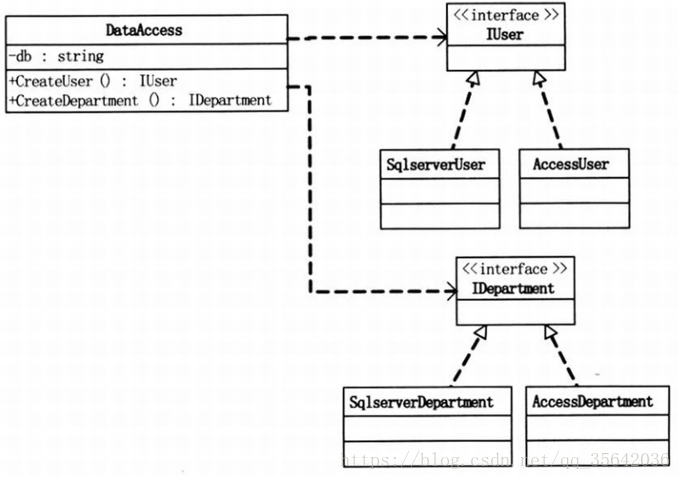 DataAccess
-db : string
+CreateUser () : IUser
+CreateDepartment () : IDepartment
<<interface >>
IUser
SqlserverUser
AccessUser
<<interface >>
IDepartment
SqlserverDepartment
AccessDepartment
https://blog.csdn.net/qq_35642036